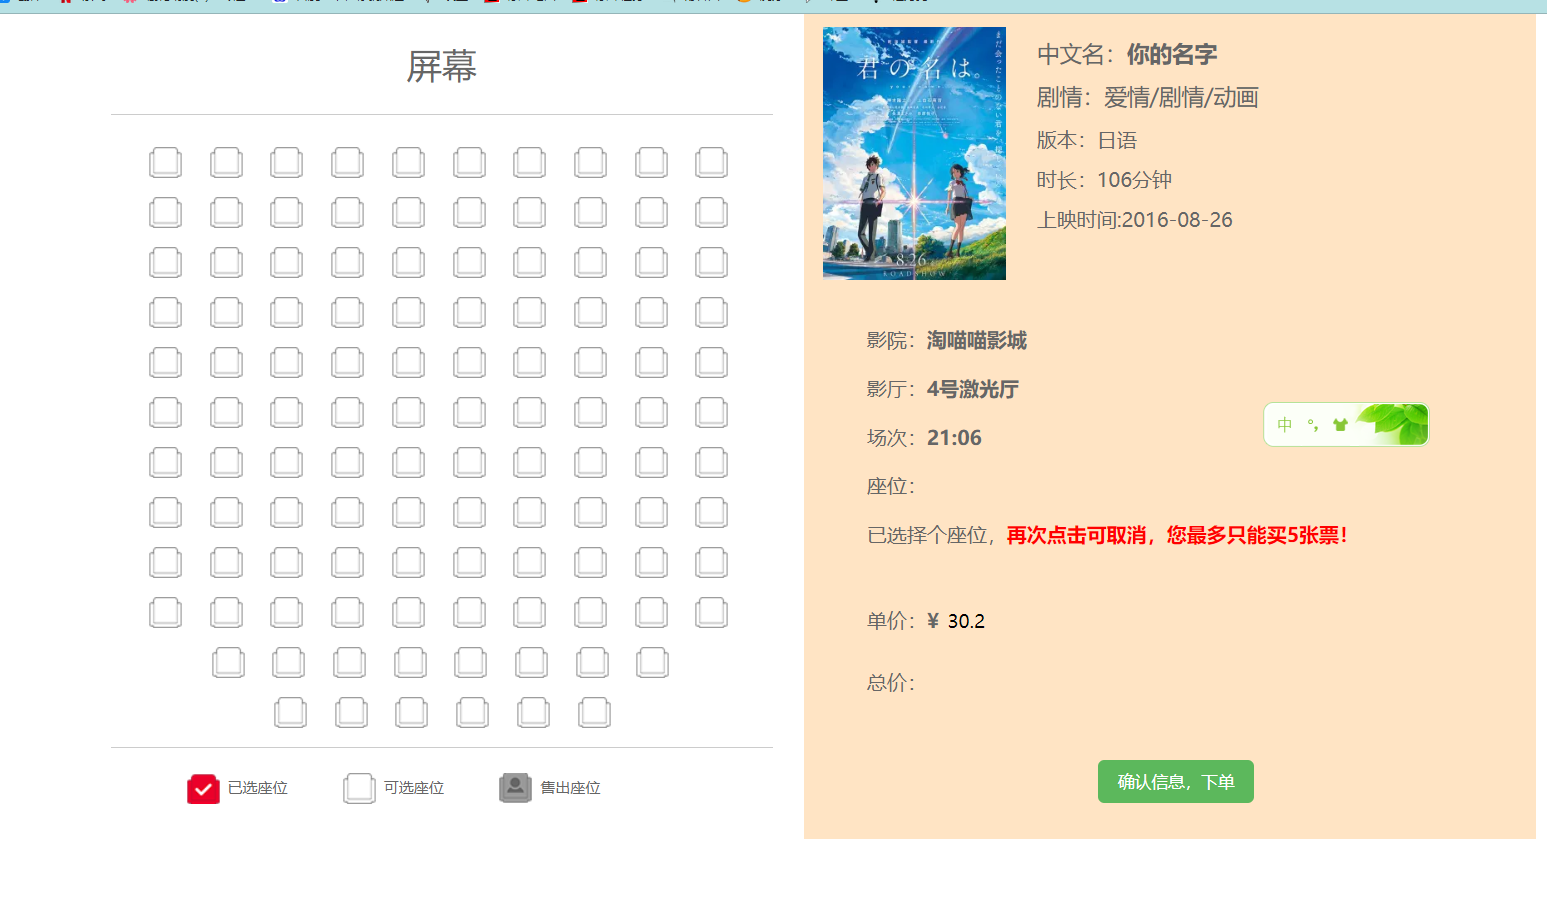 屏幕
已选座位
可选座位
售出座位
君の名は。
8.26
ROADSHOW
中文名：你的名字
剧情：爱情/剧情/动画
版本：日语
时长：106分钟
上映时间:2016-08-26
影院：淘喵喵影城
影厅：4号激光厅
场次：21:06
座位：
已选择个座位，再次点击可取消，您最多只能买5张票！
单价：¥ 30.2
总价：
确认信息，下单
中 °,